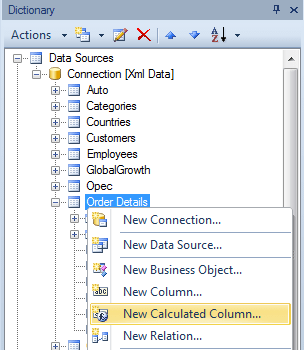 Dictionary
Actions
Data Sources
Connection [Xml Data]
Auto
Categories
Countries
Customers
Employees
GlobalGrowth
Opec
Order Details
New Connection...
New Data Source...
New Business Object...
New Column...
New Calculated Column...
New Relation...